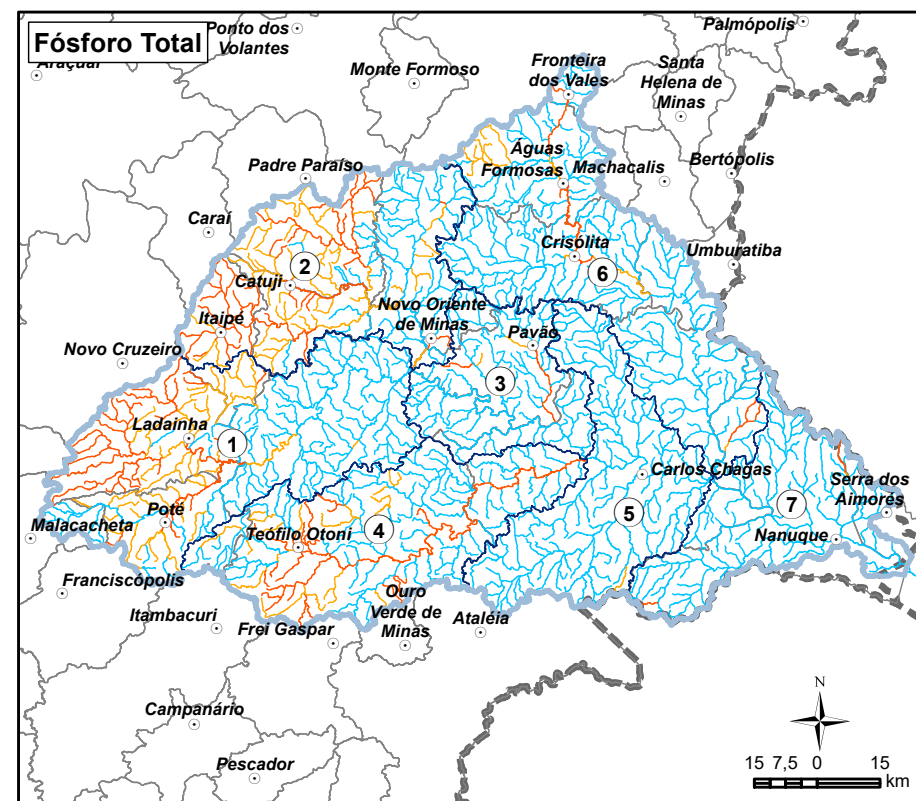 Fósforo Total
Ponto dos
Volantes
Araçuaí
Palmópolis
Monte Formoso
Fronteira
dos Vales
Santa
Helena de
Minas
Padre Paraíso
Águas
Formosas
Machacalis
Bertópolis
Caraí
Crisólita
Umburatiba
2
6
Catuji
Itaipé
Novo Oriente
de Minas
Pavão
Novo Cruzeiro
3
Ladainha
1
Carlos Chagas
Serra dos
Aimorés
Poté
Malacacheta
Teófilo Otoni
4
5
7
Nanuque
Franciscópolis
Itambacuri
Frei Gaspar
Ouro
Verde de
Minas
Ataléia
Campanário
Pescador
N
15 7,5 0 15
km